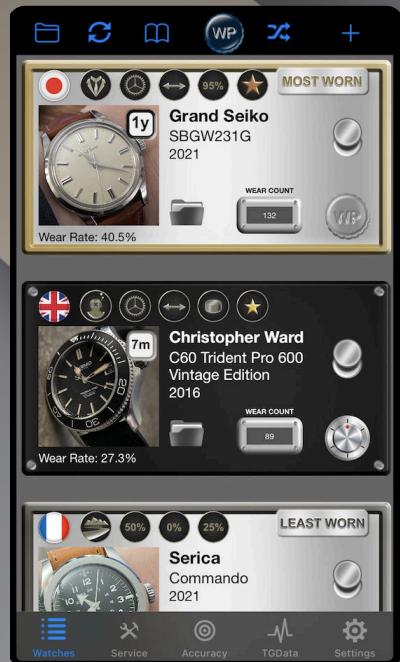 WP
95%
MOST WORN
1y
Grand Seiko
SBGW231G
2021
WEAR COUNT
132
WP
Wear Rate: 40.5%
7m
Christopher Ward
C60 Trident Pro 600
Vintage Edition
2016
WEAR COUNT
89
Wear Rate: 27.3%
50%
0%
25%
LEAST WORN
Serica
Commando
2021
Watches
Service
Accuracy
TGData
Settings